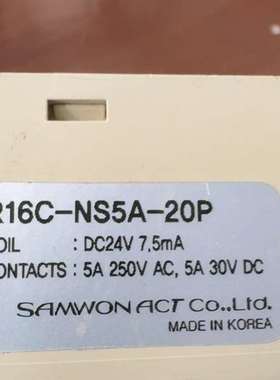 R16C-NS5A-20P
OIL : DC24V 7.5mA
ONTACTS : 5A 250V AC, 5A 30V DC
SAMWON ACT Co.,Ltd.
MADE IN KOREA